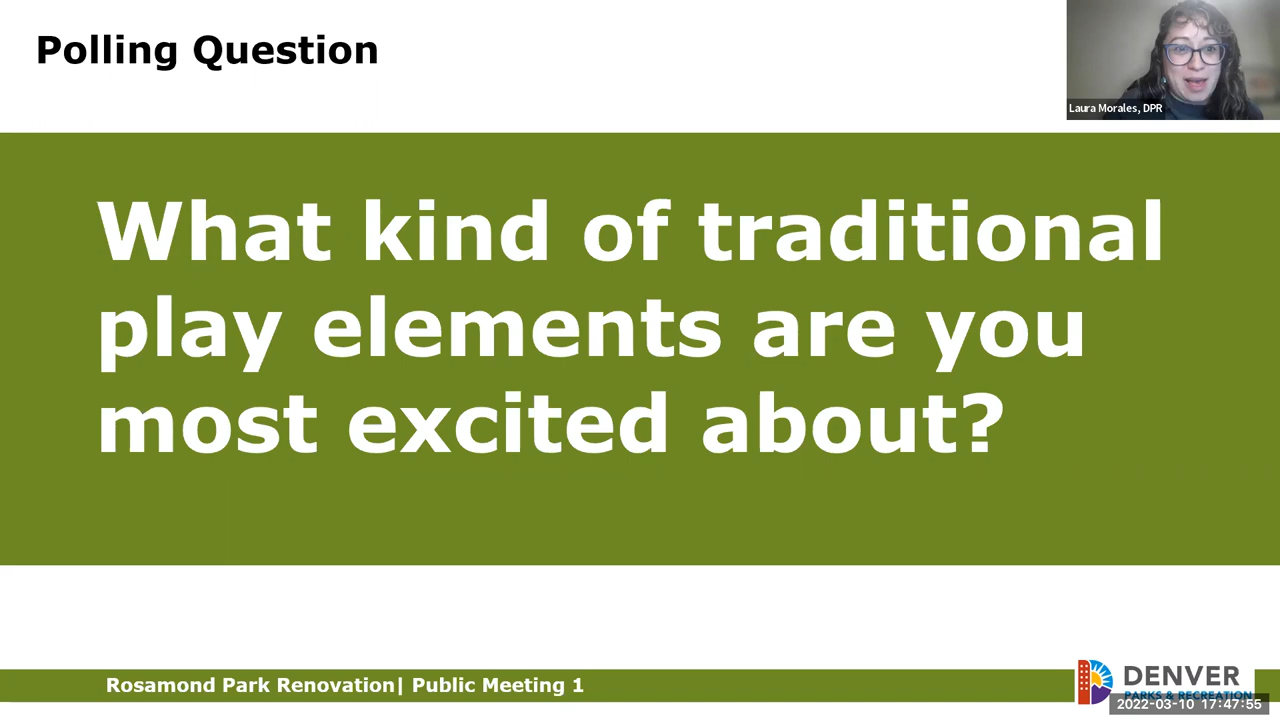 Polling Question
Laura Morales, DPR
What kind of traditional
play elements are you
most excited about?
Rosamond Park Renovation| Public Meeting 1
DENVER
PARKS & RECREATION
2022-03-10 17:47:55